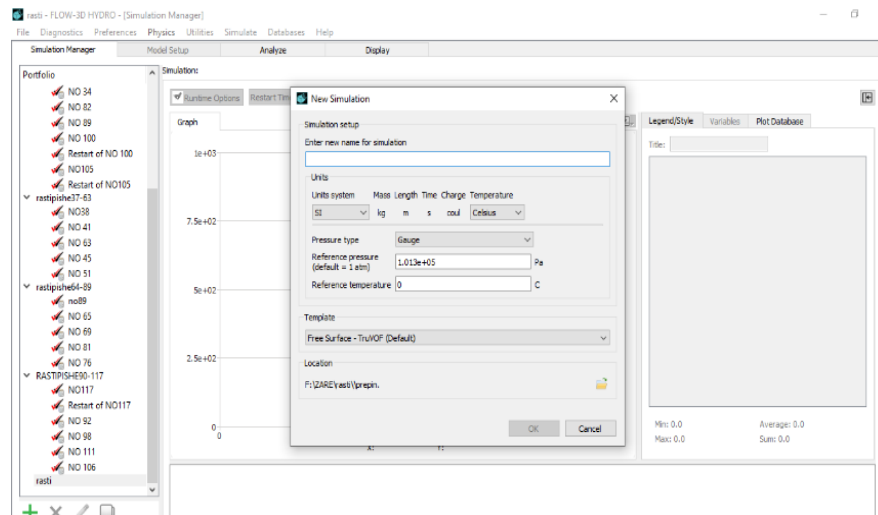 rasti - FLOW-3D HYDRO - [Simulation Manager]
File Diagnostics Preferences Physics Utilities Simulate Databases Help
Simulation Manager Model Setup Analyze Display
Portfolio
NO 34
NO 82
NO 89
NO 100
Restart of NO 100
NO105
Restart of NO105
rastipishe37-63
NO38
NO 41
NO 63
NO 45
NO 51
rastipishe64-89
no89
NO 65
NO 69
NO 81
NO 76
RASTIPISHE90-117
NO117
Restart of NO117
NO 92
NO 98
NO 111
NO 106
rasti
Simulation:
Runtime Options Restart Tim
Graph
1e+03
7.5e+02
5e+02
2.5e+02
0
0
X: Y:
New Simulation
Simulation setup
Enter new name for simulation
Units
Units system Mass Length Time Charge Temperature
SI kg m s coul Celsius
Pressure type Gauge
Reference pressure
(default = 1 atm) 1.013e+05 Pa
Reference temperature 0 C
Template
Free Surface - TruVOF (Default)
Location
F:\ZARE\rasti\prepin.
OK Cancel
Legend/Style Variables Plot Database
Title:
Min: 0.0 Average: 0.0
Max: 0.0 Sum: 0.0